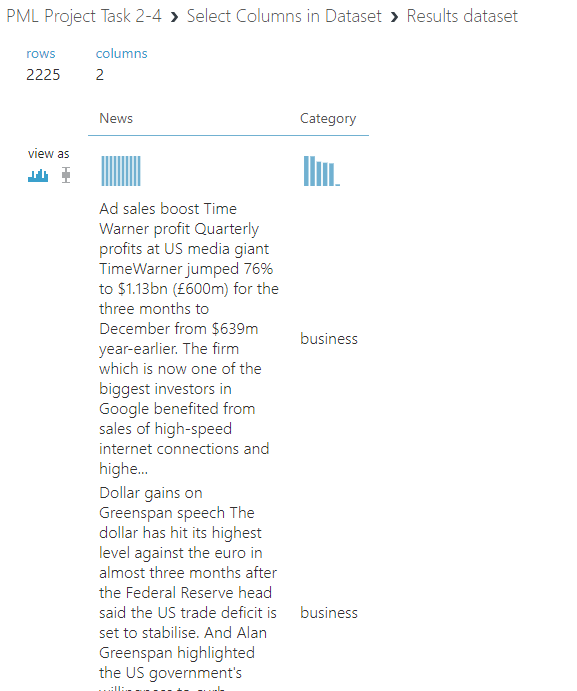 PML Project Task 2-4 ❯ Select Columns in Dataset ❯ Results dataset
rows columns
2225 2
News Category
view as
Ad sales boost Time
Warner profit Quarterly
profits at US media giant
TimeWarner jumped 76%
to $1.13bn (£600m) for the
three months to
December from $639m
year-earlier. The firm
which is now one of the
biggest investors in
Google benefited from
sales of high-speed
internet connections and
highe...
business
Dollar gains on
Greenspan speech The
dollar has hit its highest
level against the euro in
almost three months after
the Federal Reserve head
said the US trade deficit is
set to stabilise. And Alan
Greenspan highlighted
the US government's
willingness to curb
business